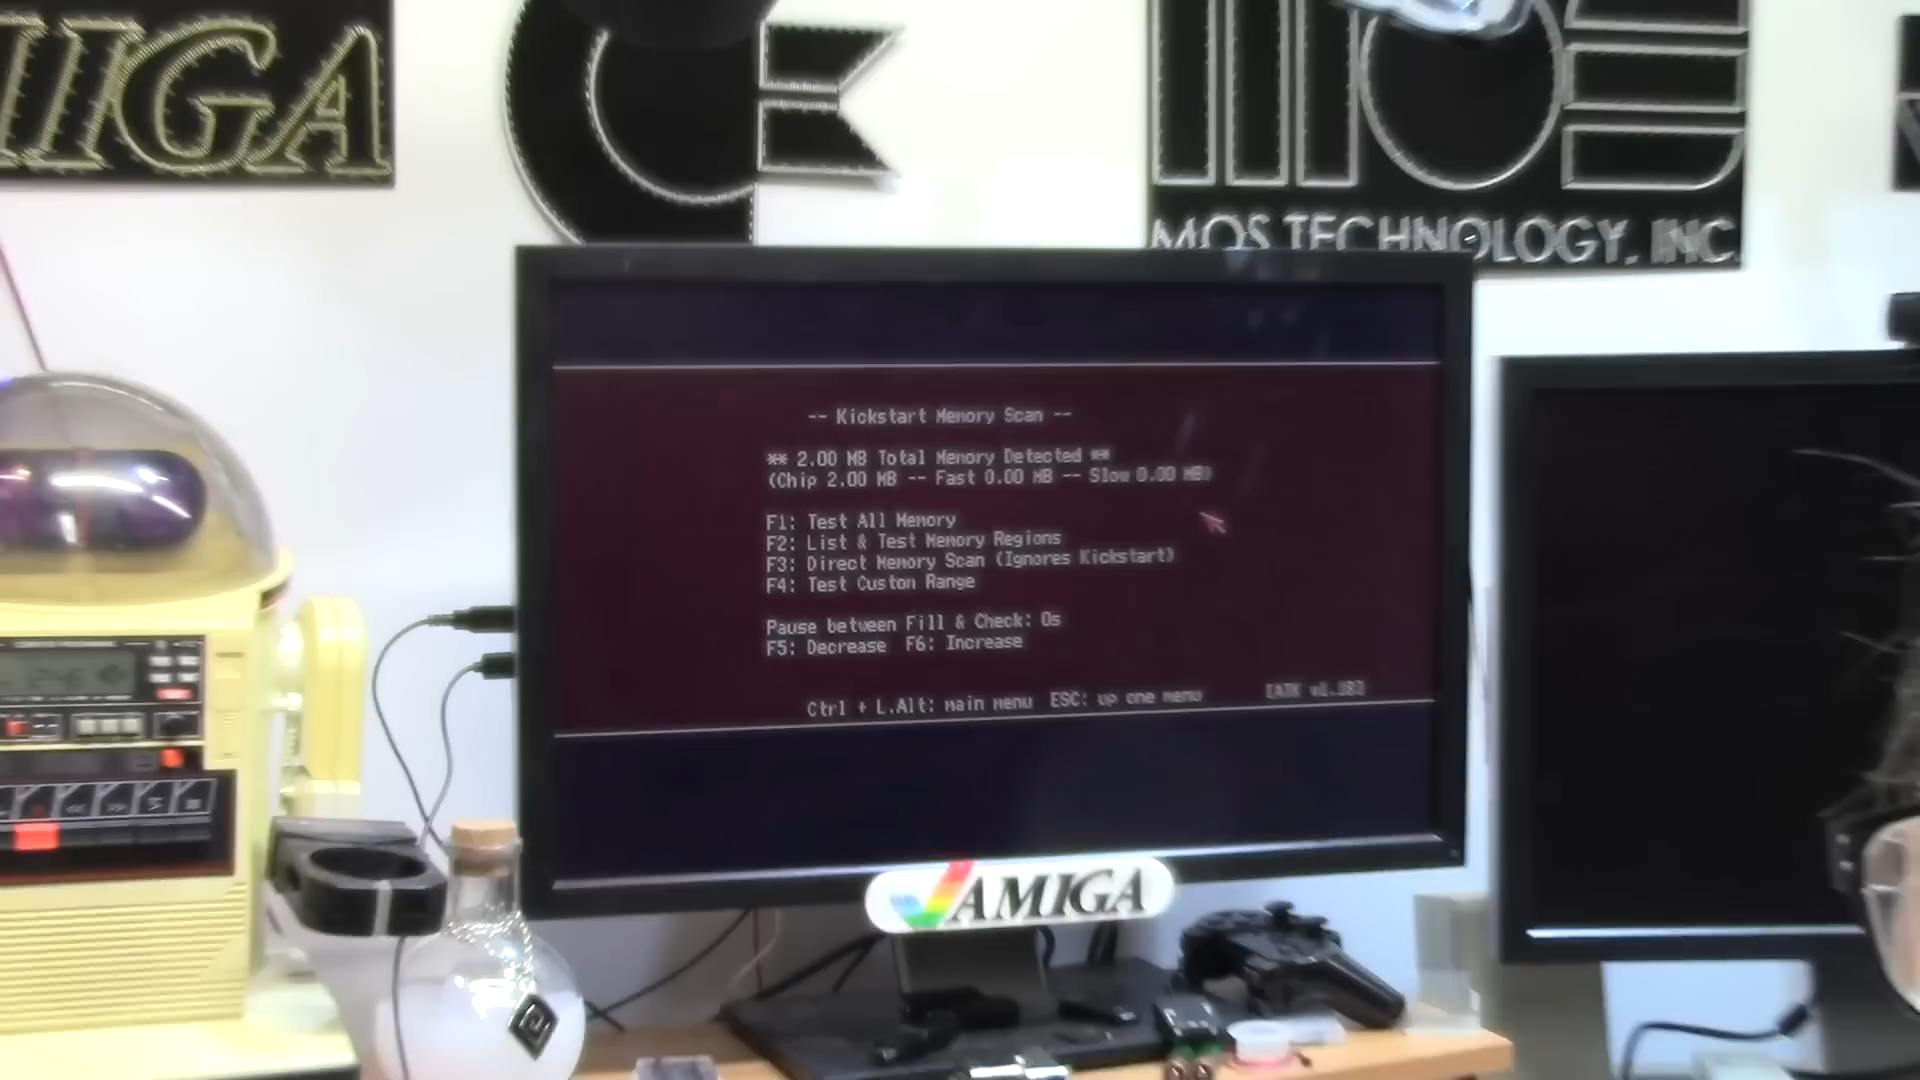 MIGA
MOS TECHNOLOGY, INC.
-- Kickstart Memory Scan --
** 2.00 MB Total Memory Detected **
(Chip 2.00 MB -- Fast 0.00 MB -- Slow 0.00 MB)
F1: Test All Memory
F2: List & Test Memory Regions
F3: Direct Memory Scan (Ignores Kickstart)
F4: Test Custom Range
Pause between Fill & Check: 0s
F5: Decrease F6: Increase
Ctrl + L.Alt: main menu ESC: up one menu
AMIGA